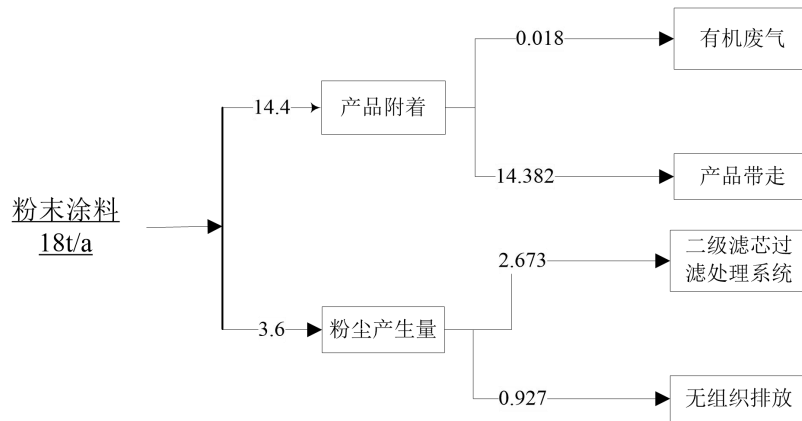 0.018
有机废气
14.4
产品附着
14.382
产品带走
粉末涂料
18t/a
2.673
二级滤芯过
滤处理系统
3.6
粉尘产生量
0.927
无组织排放